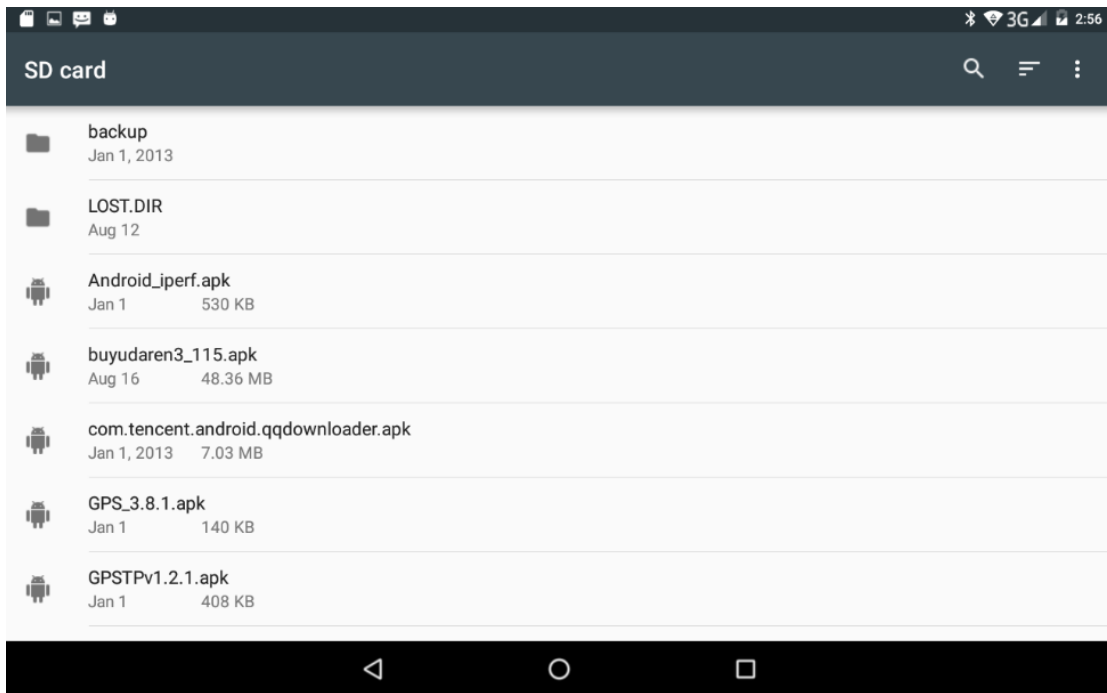 3G 2:56
SD card
backup
Jan 1, 2013
LOST.DIR
Aug 12
Android_iperf.apk
Jan 1 530 KB
buyudaren3_115.apk
Aug 16 48.36 MB
com.tencent.android.qqdownloader.apk
Jan 1, 2013 7.03 MB
GPS_3.8.1.apk
Jan 1 140 KB
GPSTPv1.2.1.apk
Jan 1 408 KB